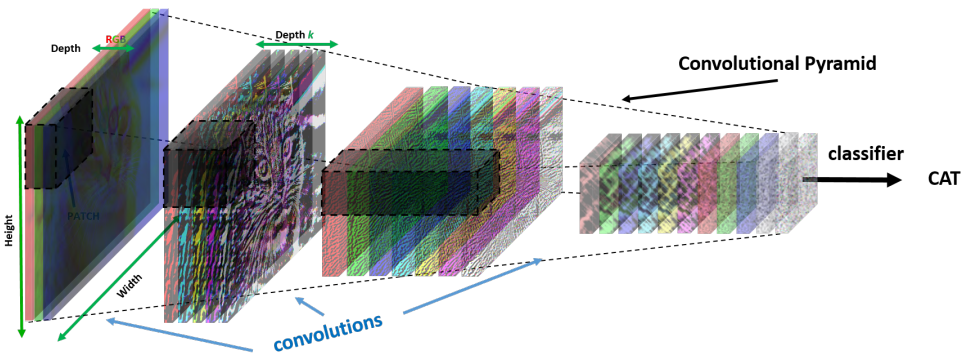 Depth
RGB
Depth k
Convolutional Pyramid
PATCH
Height
Width
convolutions
classifier
CAT